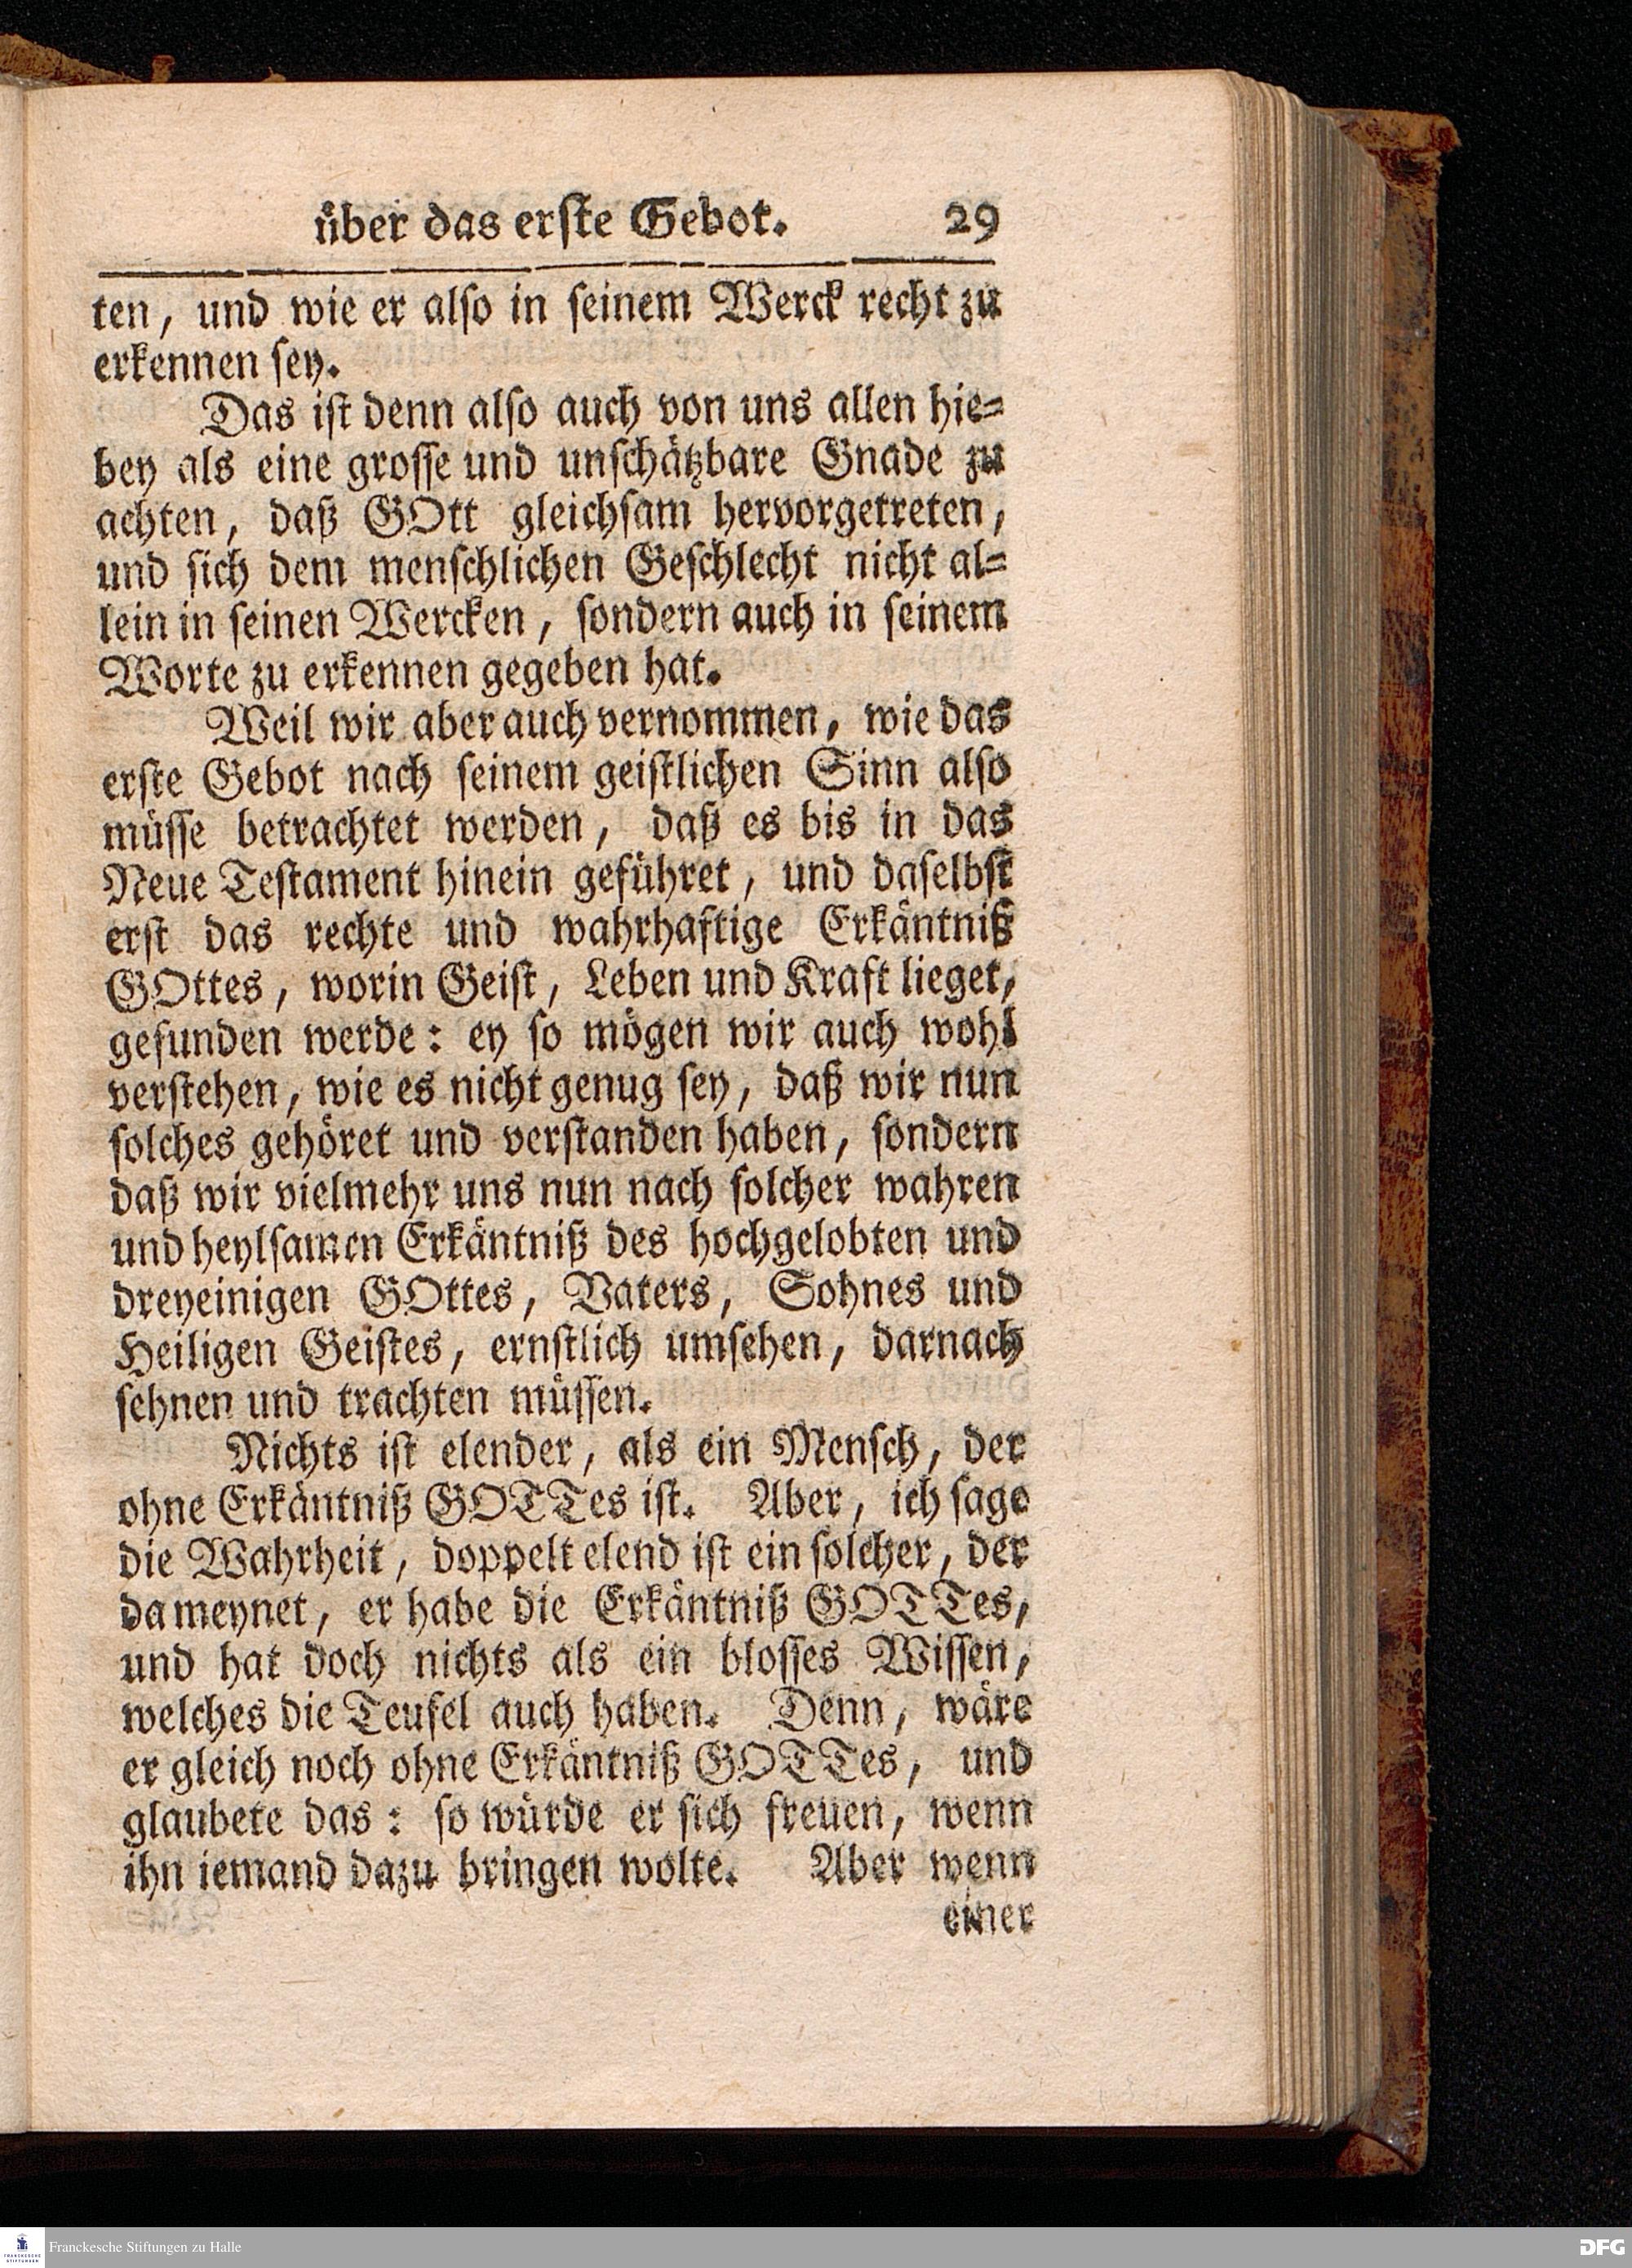 über das erste Gebot. 29
ten, und wie er also in seinem Werck recht zu
erkennen sey.
Das ist denn also auch von uns allen hie-
bey als eine grosse und unschätzbare Gnade zu
achten, daß GOtt gleichsam hervorgetreten,
und sich dem menschlichen Geschlecht nicht al-
lein in seinen Wercken, sondern auch in seinem
Worte zu erkennen gegeben hat.
Weil wir aber auch vernommen, wie das
erste Gebot nach seinem geistlichen Sinn also
müsse betrachtet werden, daß es bis in das
Neue Testament hinein geführet, und daselbst
erst das rechte und wahrhaftige Erkäntniß
GOttes, worin Geist, Leben und Kraft lieget,
gefunden werde: ey so mögen wir auch wohl
verstehen, wie es nicht genug sey, daß wir nun
solches gehöret und verstanden haben, sondern
daß wir vielmehr uns nun nach solcher wahren
und heylsamen Erkäntniß des hochgelobten und
dreyeinigen GOttes, Vaters, Sohnes und
Heiligen Geistes, ernstlich umsehen, darnach
sehnen und trachten müssen.
Nichts ist elender, als ein Mensch, der
ohne Erkäntniß GOTTes ist. Aber, ich sage
die Wahrheit, doppelt elend ist ein solcher, der
da meynet, er habe die Erkäntniß GOTTes,
und hat doch nichts als ein blosses Wissen,
welches die Teufel auch haben. Denn, wäre
er gleich noch ohne Erkäntniß GOTTes, und
glaubete das: so würde er sich freuen, wenn
ihn iemand dazu bringen wolte. Aber wenn
einer
FRANCKESCHE
STIFTUNGEN
Franckesche Stiftungen zu Halle
DFG